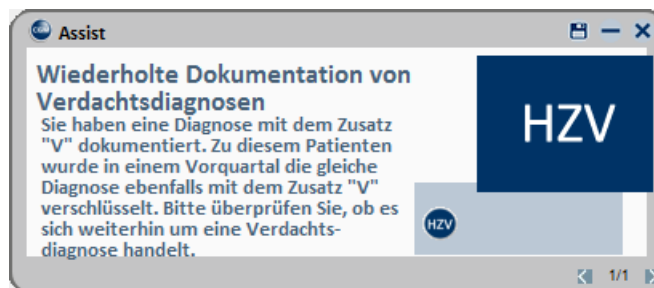 CGM Assist
Wiederholte Dokumentation von
Verdachtsdiagnosen
Sie haben eine Diagnose mit dem Zusatz
"V" dokumentiert. Zu diesem Patienten
wurde in einem Vorquartal die gleiche
Diagnose ebenfalls mit dem Zusatz "V"
verschlüsselt. Bitte überprüfen Sie, ob es
sich weiterhin um eine Verdachts-
diagnose handelt.
HZV
HZV
1/1